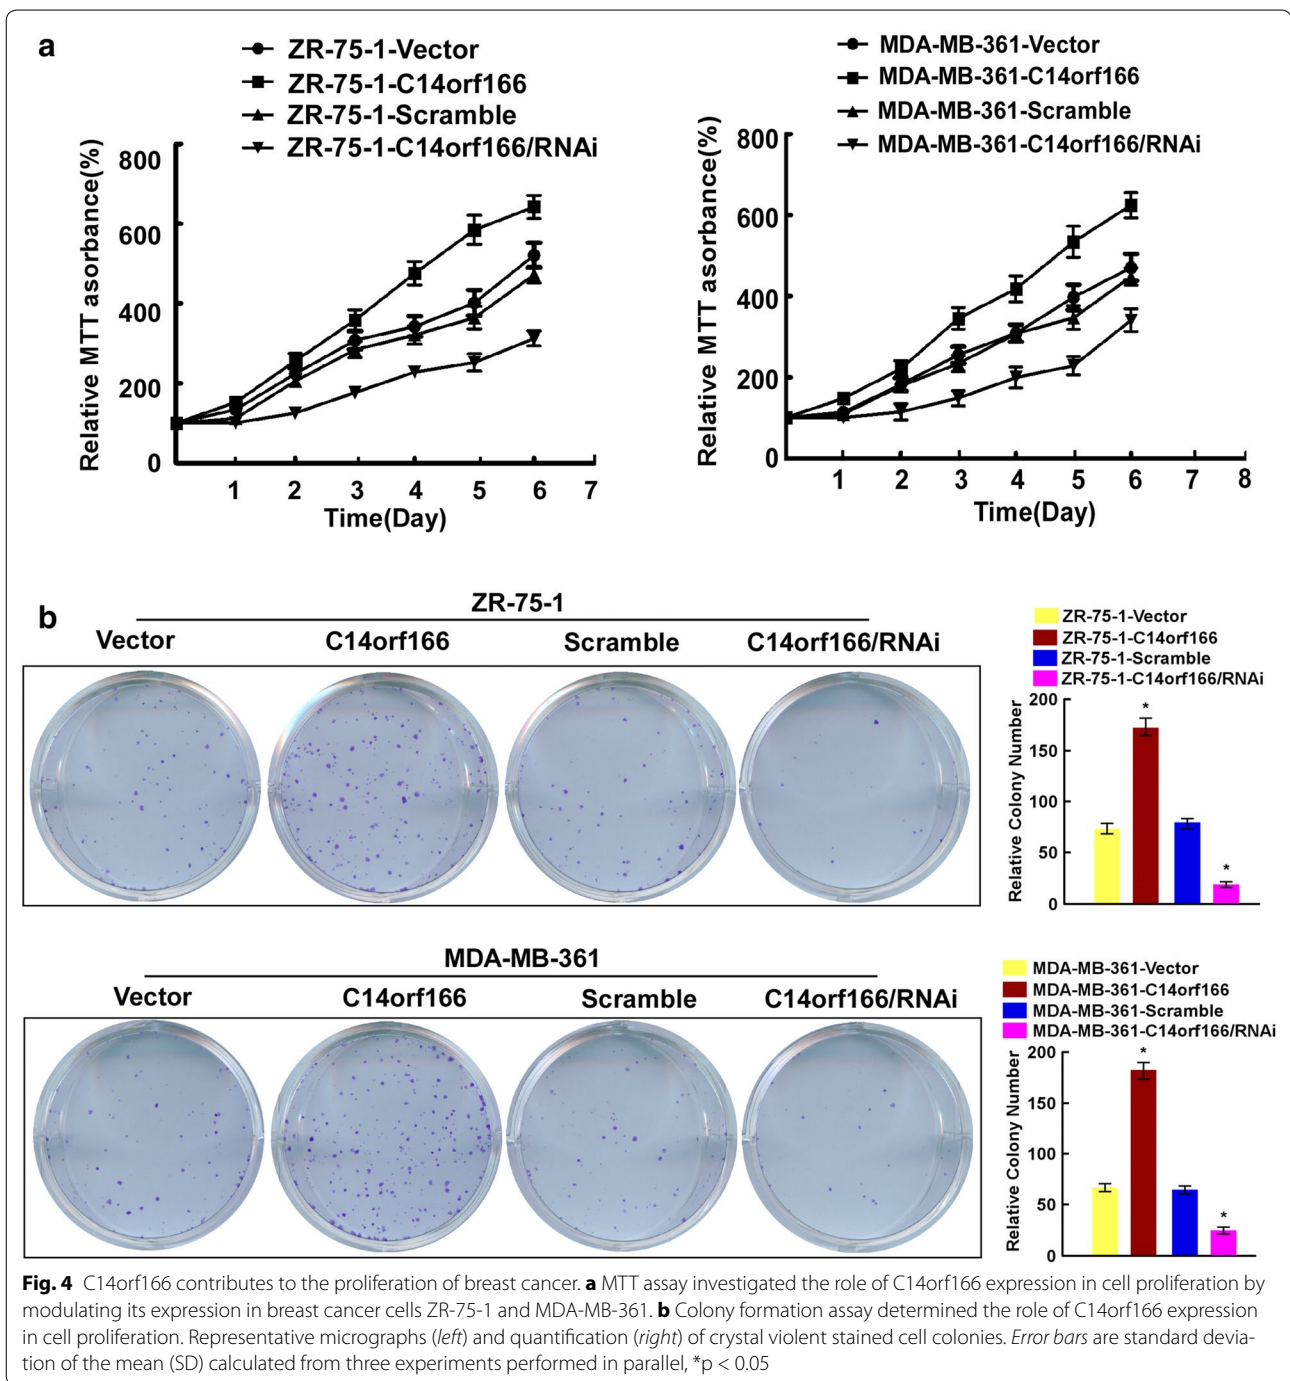 a
ZR-75-1-Vector
ZR-75-1-C14orf166
ZR-75-1-Scramble
ZR-75-1-C14orf166/RNAi
Relative MTT asorbance(%)
800
600
400
200
0
1 2 3 4 5 6 7
Time(Day)
MDA-MB-361-Vector
MDA-MB-361-C14orf166
MDA-MB-361-Scramble
MDA-MB-361-C14orf166/RNAi
Relative MTT asorbance(%)
800
600
400
200
0
1 2 3 4 5 6 7 8
Time(Day)
b
ZR-75-1
Vector C14orf166 Scramble C14orf166/RNAi
ZR-75-1-Vector
ZR-75-1-C14orf166
ZR-75-1-Scramble
ZR-75-1-C14orf166/RNAi
Relative Colony Number
200
150
100
50
0
*
*
MDA-MB-361
Vector C14orf166 Scramble C14orf166/RNAi
MDA-MB-361-Vector
MDA-MB-361-C14orf166
MDA-MB-361-Scramble
MDA-MB-361-C14orf166/RNAi
Relative Colony Number
200
150
100
50
0
*
*
Fig. 4 C14orf166 contributes to the proliferation of breast cancer. a MTT assay investigated the role of C14orf166 expression in cell proliferation by
modulating its expression in breast cancer cells ZR-75-1 and MDA-MB-361. b Colony formation assay determined the role of C14orf166 expression
in cell proliferation. Representative micrographs (left) and quantification (right) of crystal violent stained cell colonies. Error bars are standard devia-
tion of the mean (SD) calculated from three experiments performed in parallel, *p < 0.05